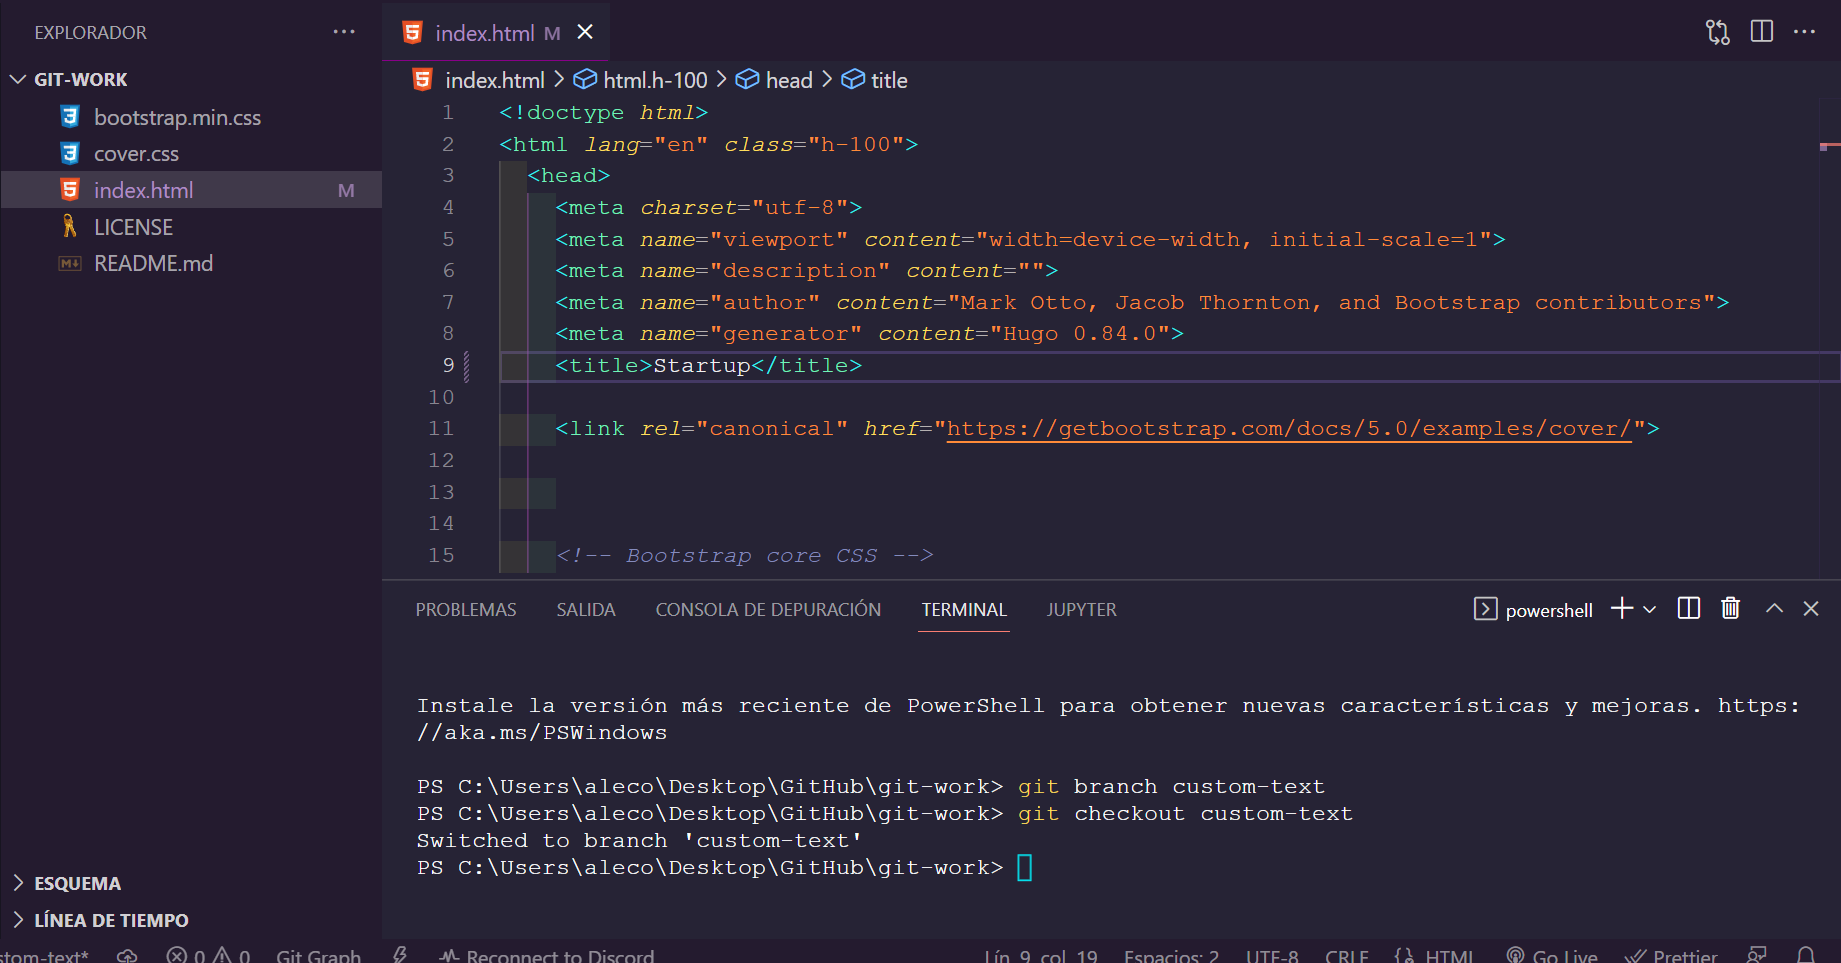 EXPLORADOR
GIT-WORK
bootstrap.min.css
cover.css
index.html M
LICENSE
README.md
ESQUEMA
LÍNEA DE TIEMPO
index.html M
index.html > html.h-100 > head > title
1 <!doctype html>
2 <html lang="en" class="h-100">
3 <head>
4 <meta charset="utf-8">
5 <meta name="viewport" content="width=device-width, initial-scale=1">
6 <meta name="description" content="">
7 <meta name="author" content="Mark Otto, Jacob Thornton, and Bootstrap contributors">
8 <meta name="generator" content="Hugo 0.84.0">
9 <title>Startup</title>
10
11 <link rel="canonical" href="https://getbootstrap.com/docs/5.0/examples/cover/">
12
13
14
15 <!-- Bootstrap core CSS -->
PROBLEMAS SALIDA CONSOLA DE DEPURACIÓN TERMINAL JUPYTER powershell
Instale la versión más reciente de PowerShell para obtener nuevas características y mejoras. https:
//aka.ms/PSWindows
PS C:\Users\aleco\Desktop\GitHub\git-work> git branch custom-text
PS C:\Users\aleco\Desktop\GitHub\git-work> git checkout custom-text
Switched to branch 'custom-text'
PS C:\Users\aleco\Desktop\GitHub\git-work>
stom-text* 0 0 Git Graph Reconnect to Discord Lín. 9, col. 19 Espacios: 2 UTF-8 CRLF HTML Go Live Prettier